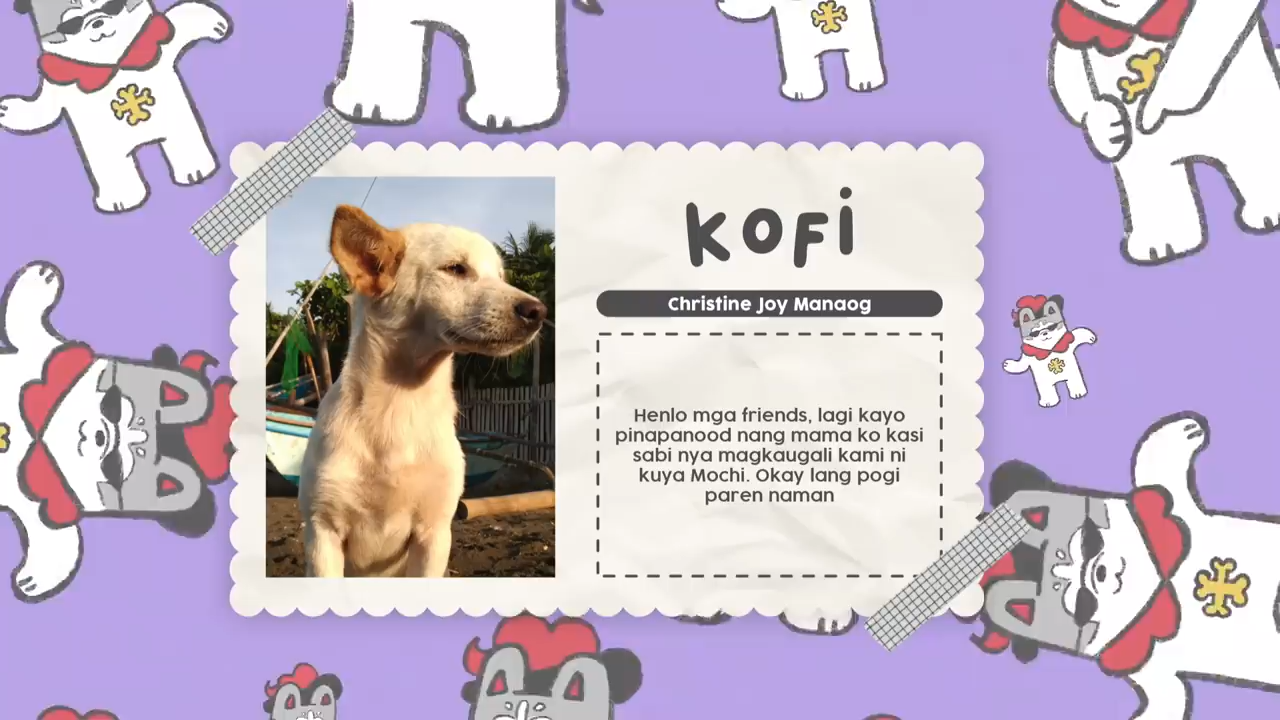 Kofi
Christine Joy Manaog
Henlo mga friends, lagi kayo
pinapanood nang mama ko kasi
sabi nya magkaugali kami ni
kuya Mochi. Okay lang pogi
paren naman